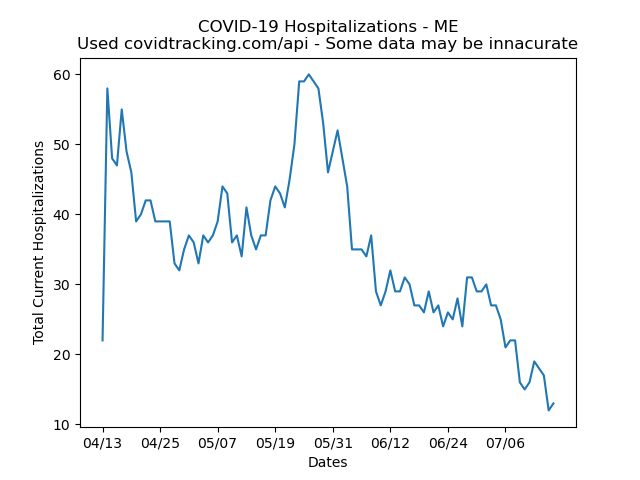 COVID-19 Hospitalizations - ME
Used covidtracking.com/api - Some data may be innacurate
60
50
40
30
20
10
Total Current Hospitalizations
04/13 04/25 05/07 05/19 05/31 06/12 06/24 07/06
Dates